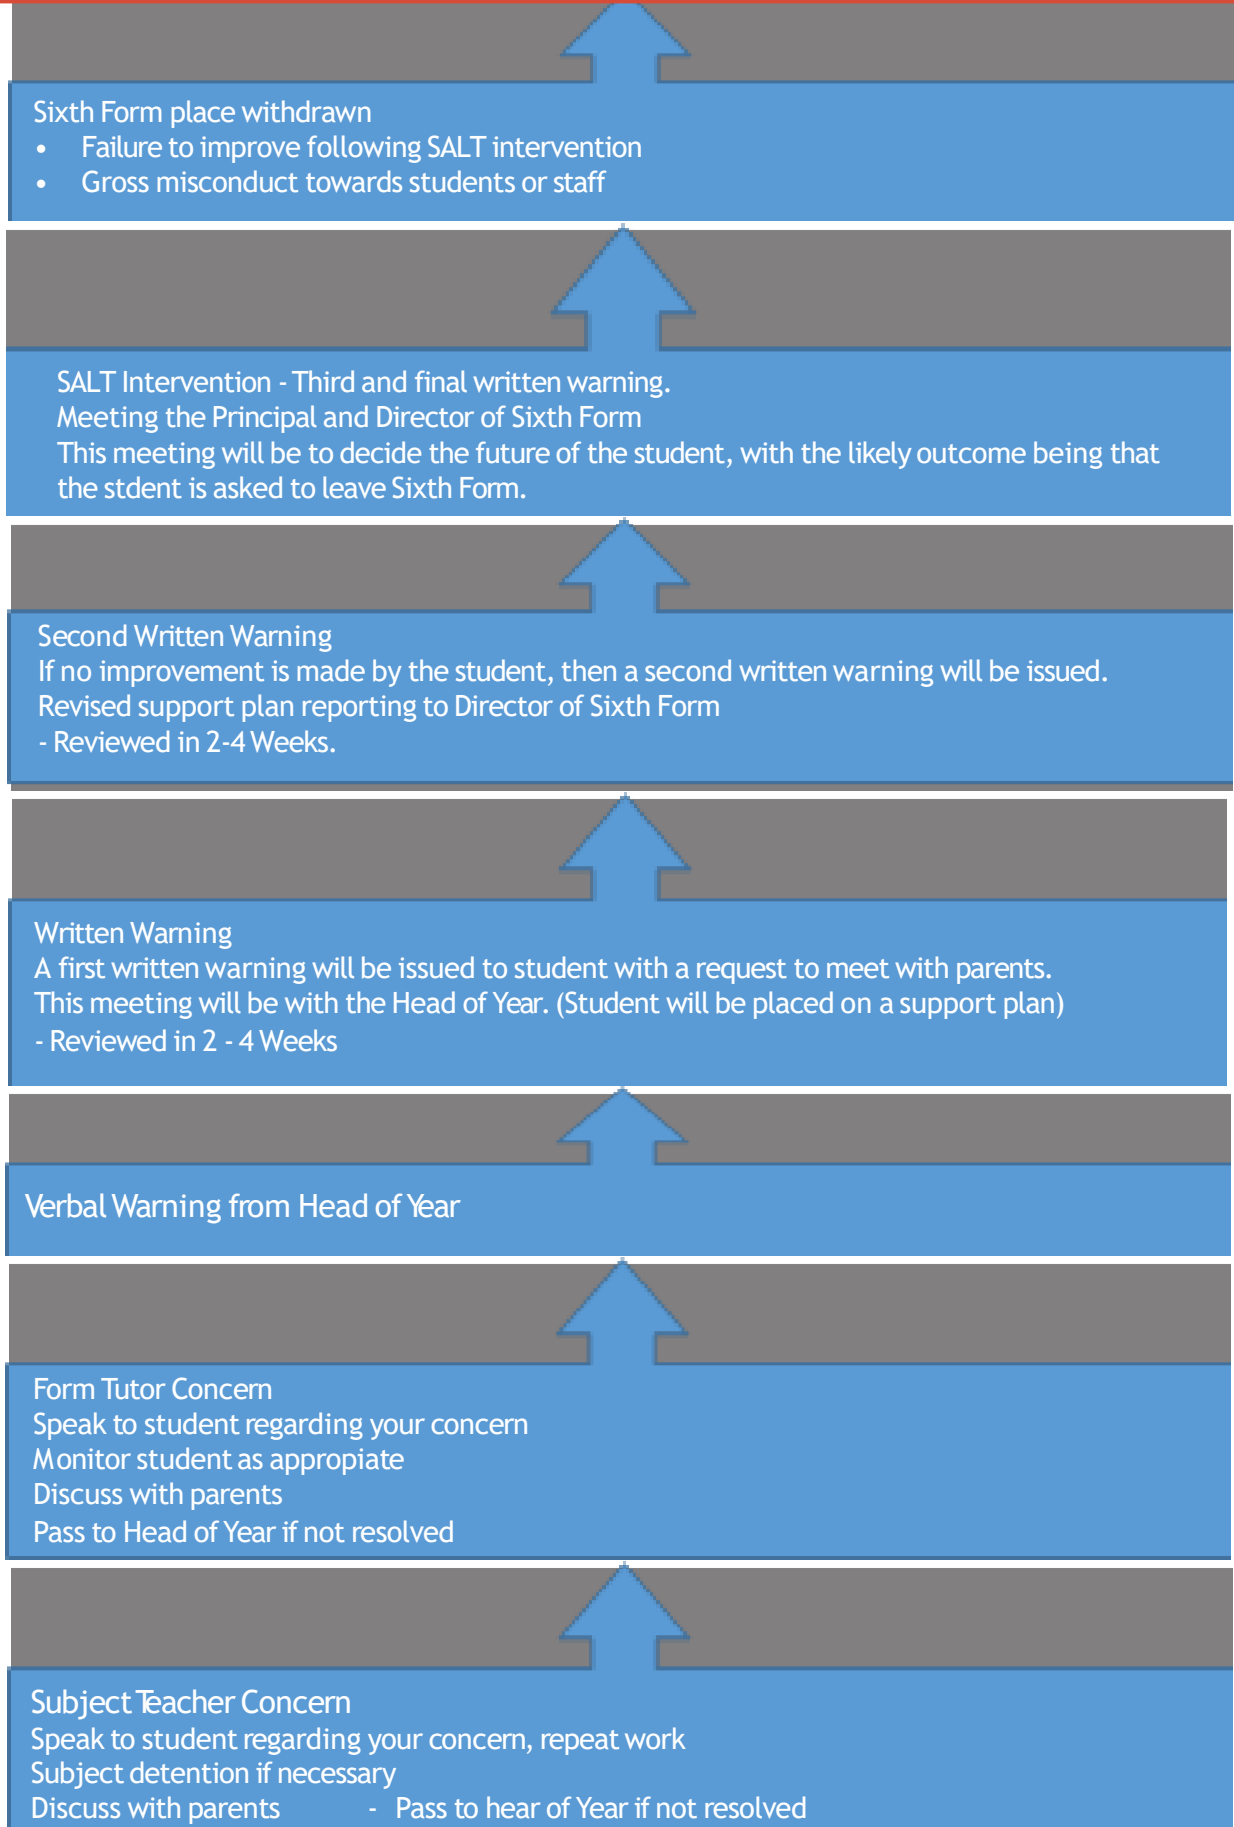 Sixth Form place withdrawn
• Failure to improve following SALT intervention
• Gross misconduct towards students or staff
SALT Intervention - Third and final written warning.
Meeting the Principal and Director of Sixth Form
This meeting will be to decide the future of the student, with the likely outcome being that
the stdent is asked to leave Sixth Form.
Second Written Warning
If no improvement is made by the student, then a second written warning will be issued.
Revised support plan reporting to Director of Sixth Form
- Reviewed in 2-4 Weeks.
Written Warning
A first written warning will be issued to student with a request to meet with parents.
This meeting will be with the Head of Year. (Student will be placed on a support plan)
- Reviewed in 2 - 4 Weeks
Verbal Warning from Head of Year
Form Tutor Concern
Speak to student regarding your concern
Monitor student as appropiate
Discuss with parents
Pass to Head of Year if not resolved
Subject Teacher Concern
Speak to student regarding your concern, repeat work
Subject detention if necessary
Discuss with parents - Pass to hear of Year if not resolved